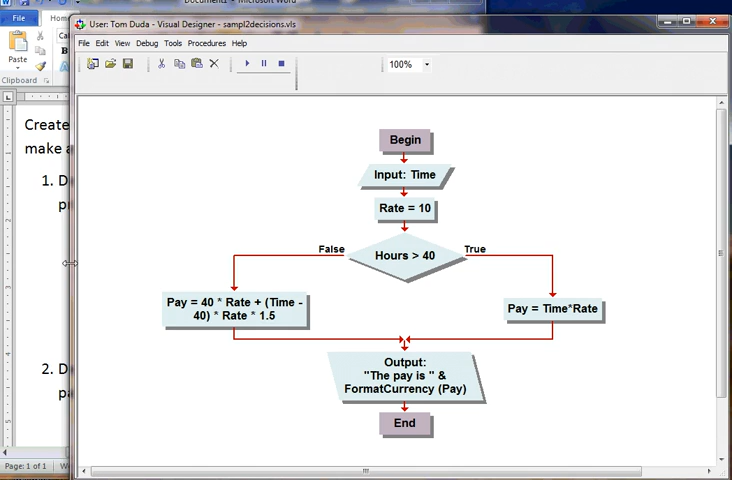 Document1 - Microsoft Word
File
Home
Paste
B
Clipboard
Create
make a
1. D
2. D
Page: 1 of 1
User: Tom Duda - Visual Designer - sampl2decisions.vls
File Edit View Debug Tools Procedures Help
100%
Begin
Input: Time
Rate = 10
False
Hours > 40
True
Pay = 40 * Rate + (Time -
40) * Rate * 1.5
Pay = Time*Rate
Output:
"The pay is " &
FormatCurrency (Pay)
End